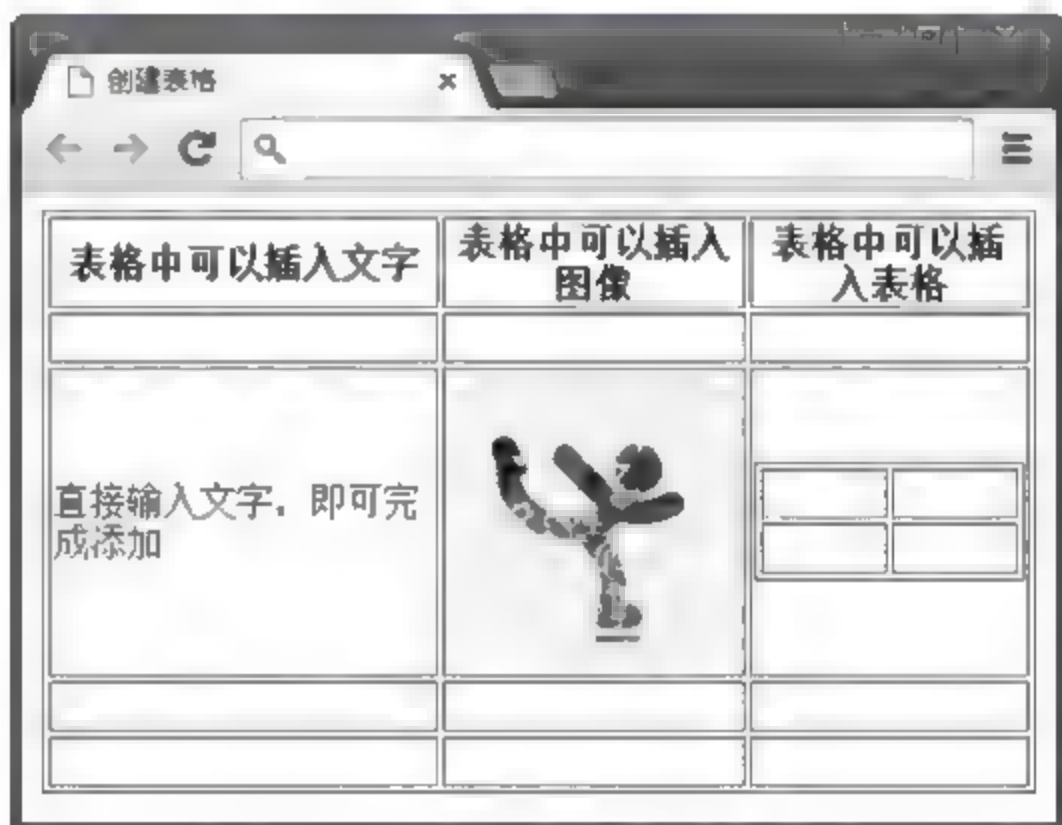 创建表格
表格中可以插入文字
表格中可以插入
图像
表格中可以插
入表格
直接输入文字，即可完
成添加